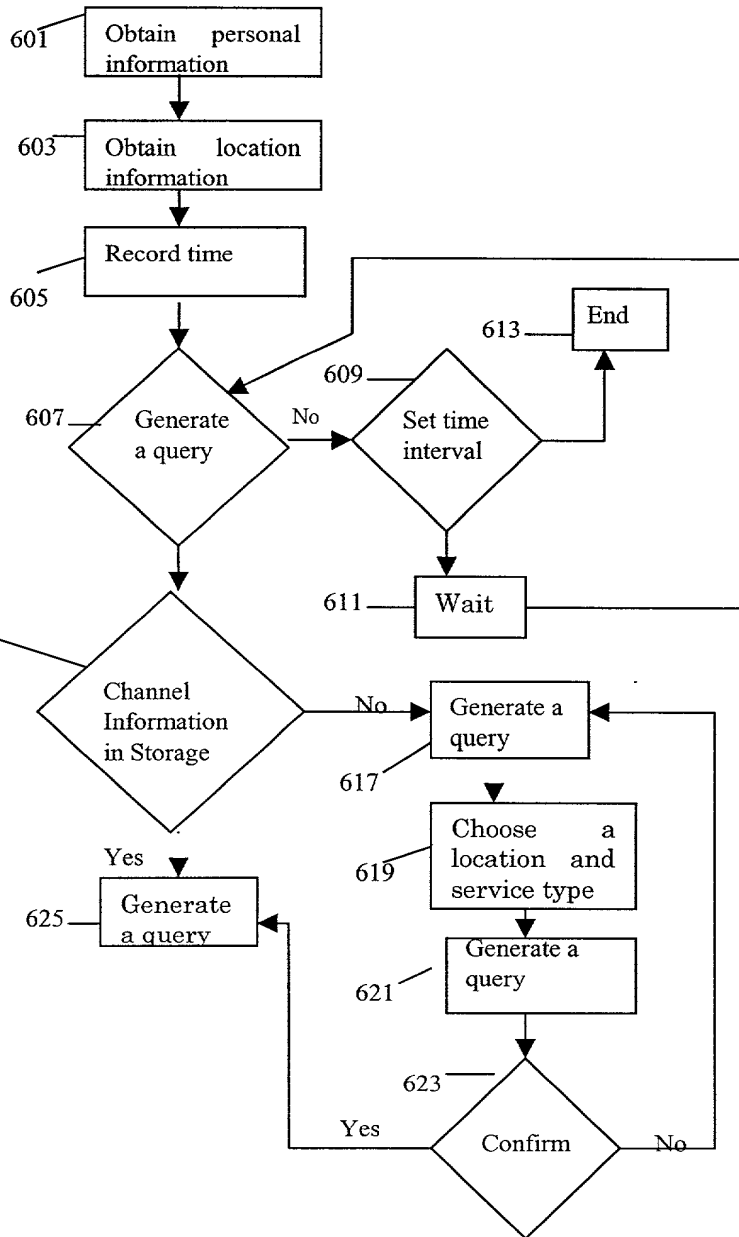 601
Obtain personal
information
603
Obtain location
information
605
Record time
607
Generate
a query
No
609
Set time
interval
613
End
611
Wait
Channel
Information
in Storage
No
617
Generate a
query
Yes
619
Choose a
location and
service type
625
Generate
a query
621
Generate a
query
623
Confirm
Yes
No